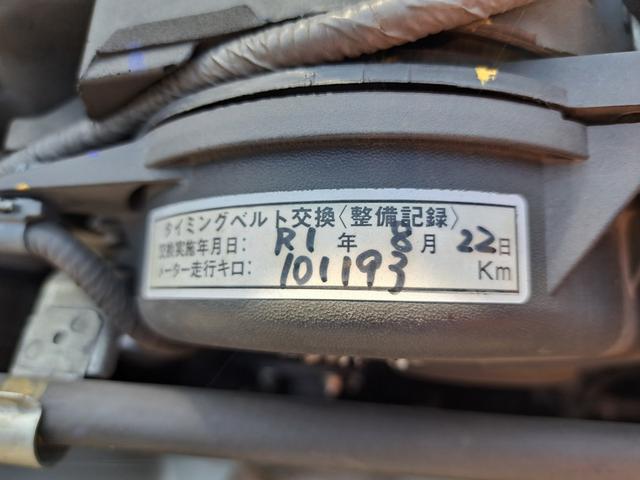 タイミングベルト交換〈整備記録〉
交換実施年月日： R1 年 8 月 22 日
メーター走行キロ： 101193 Km